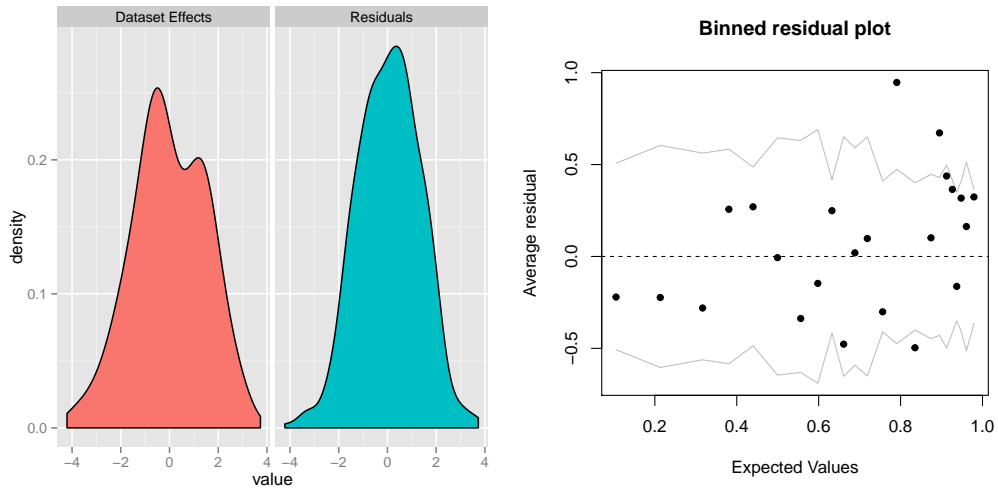 Dataset Effects
Residuals
density
0.2
0.1
0.0
−4 −2 0 2 4
−4 −2 0 2 4
value
Binned residual plot
Average residual
1.0
0.5
0.0
−0.5
0.2 0.4 0.6 0.8 1.0
Expected Values